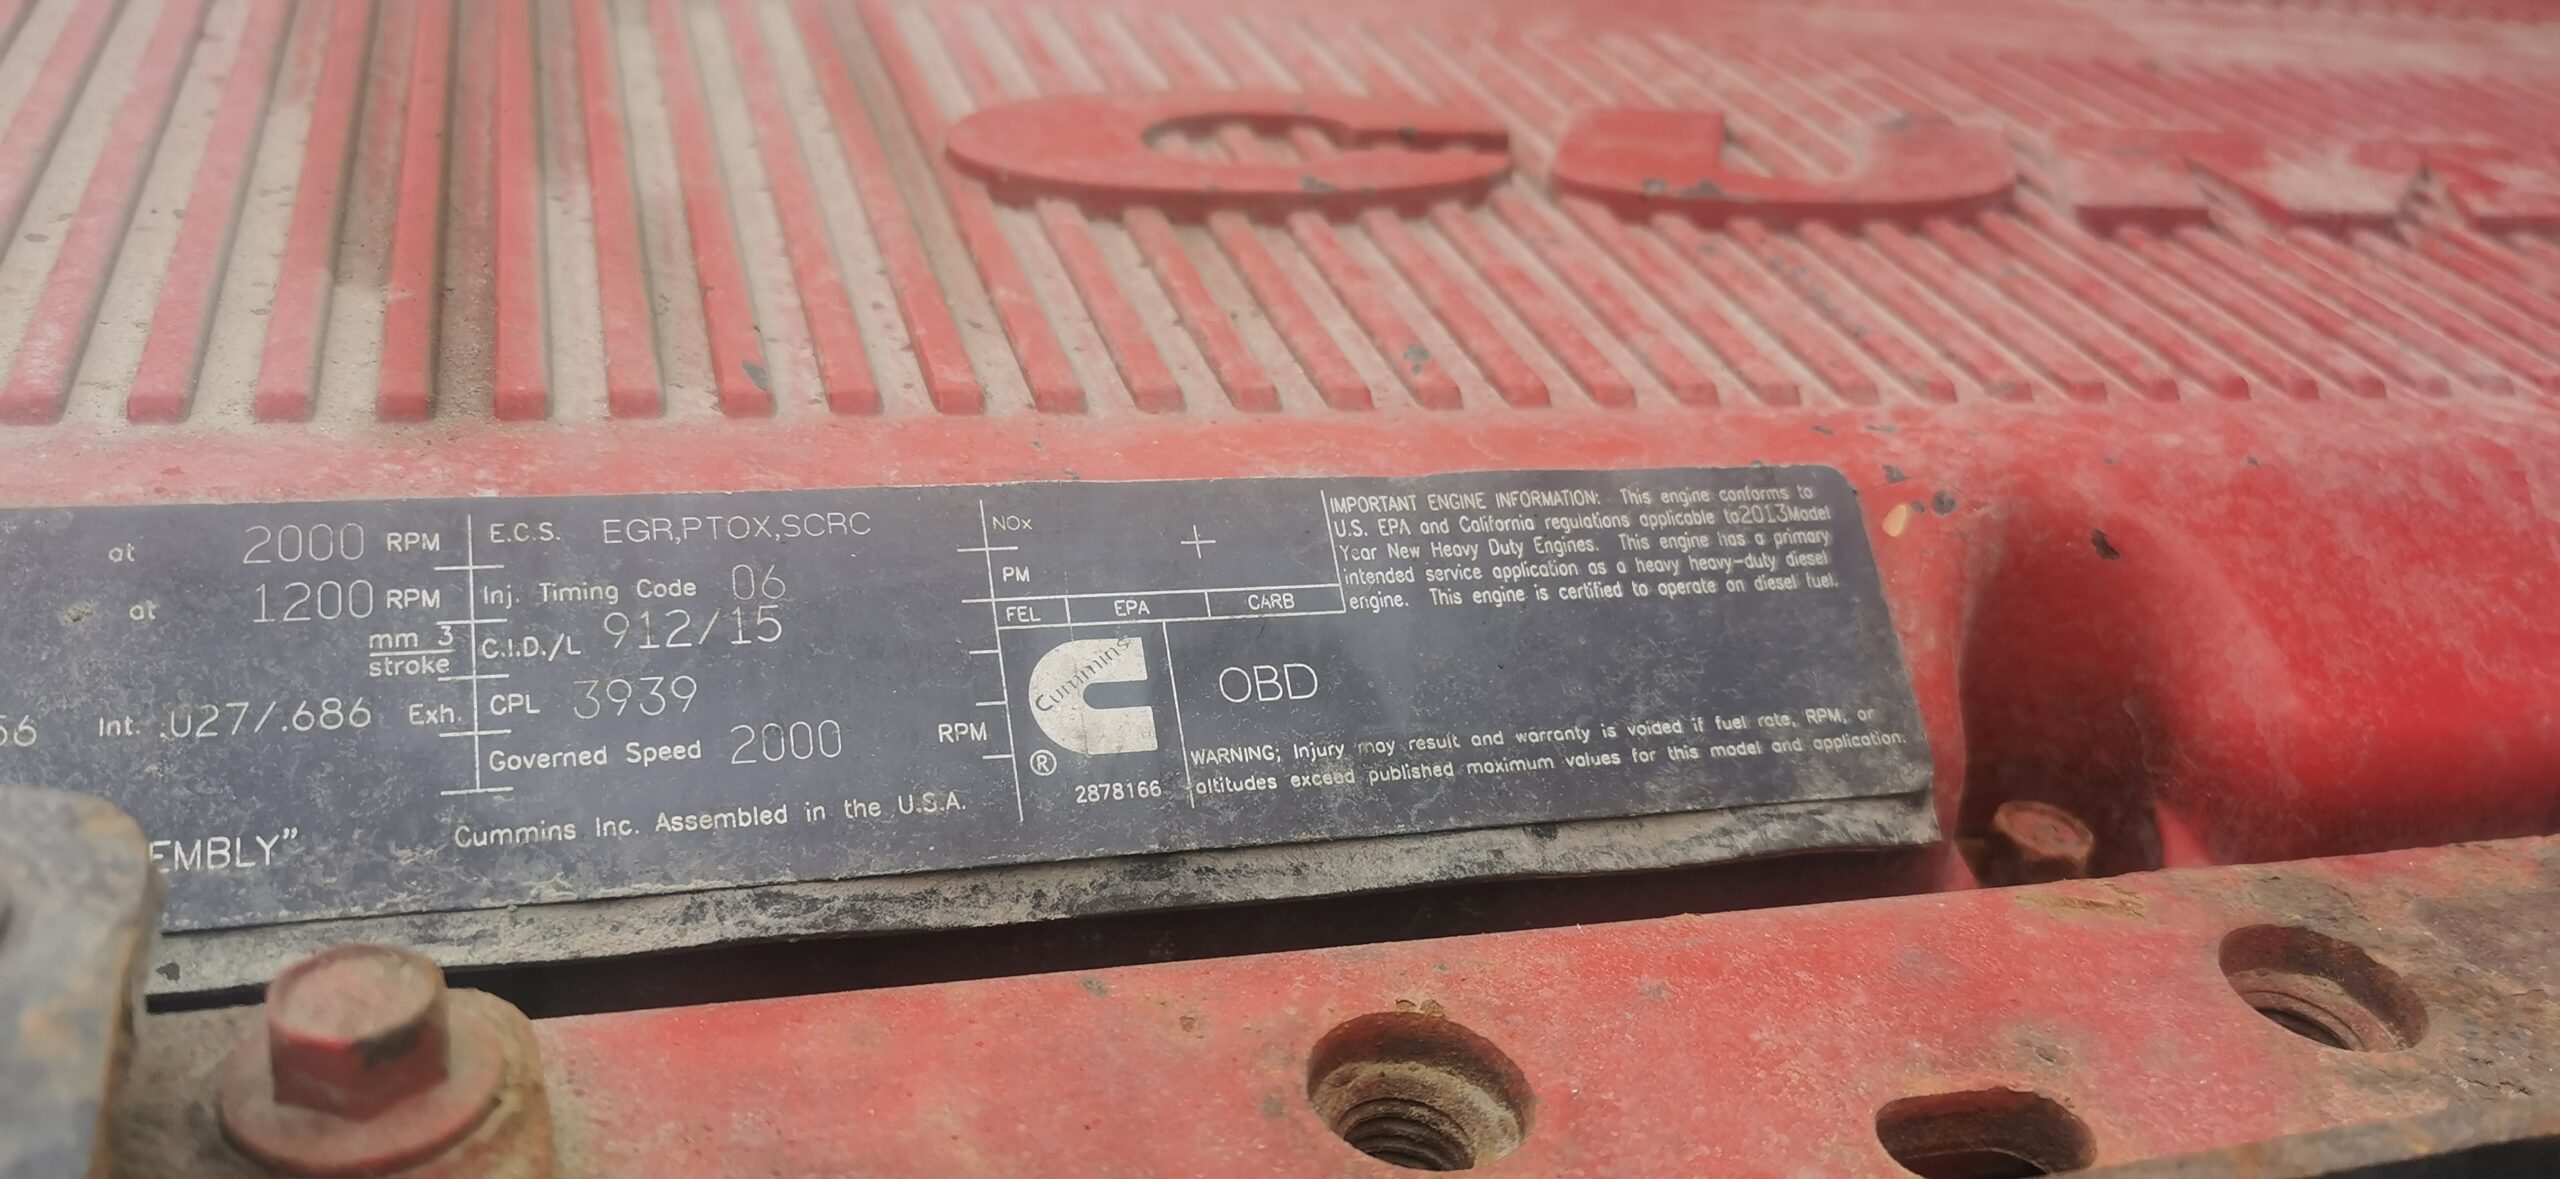 CU
at 2000 RPM
at 1200 RPM
mm 3
stroke
66 Int. .027/.686 Exh.
EMBLY"
E.C.S. EGR,PTOX,SCRC
Inj. Timing Code 06
C.I.D./L 912/15
CPL 3939
Governed Speed 2000 RPM
Cummins Inc. Assembled in the U.S.A.
NOx
PM
FEL EPA CARB
Cummins
®
2878166
IMPORTANT ENGINE INFORMATION: This engine conforms to
U.S. EPA and California regulations applicable to2013Model
Year New Heavy Duty Engines. This engine has a primary
intended service application as a heavy heavy-duty diesel
engine. This engine is certified to operate on diesel fuel.
OBD
WARNING; Injury may result and warranty is voided if fuel rate, RPM, or
altitudes exceed published maximum values for this model and application.